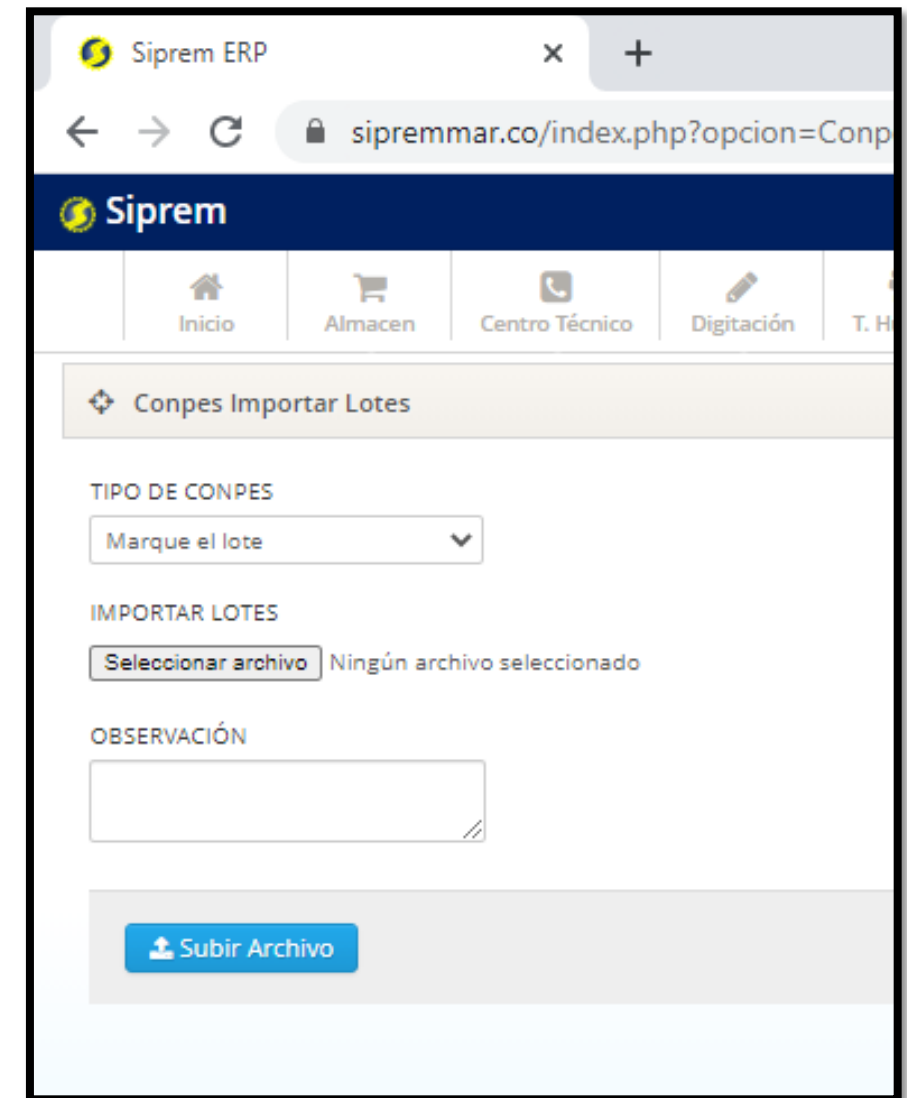 Siprem ERP
sipremmar.co/index.php?opcion=Conp
Siprem
Inicio Almacen Centro Técnico Digitación T. H
Conpes Importar Lotes
TIPO DE CONPES
Marque el lote
IMPORTAR LOTES
Seleccionar archivo Ningún archivo seleccionado
OBSERVACIÓN
Subir Archivo